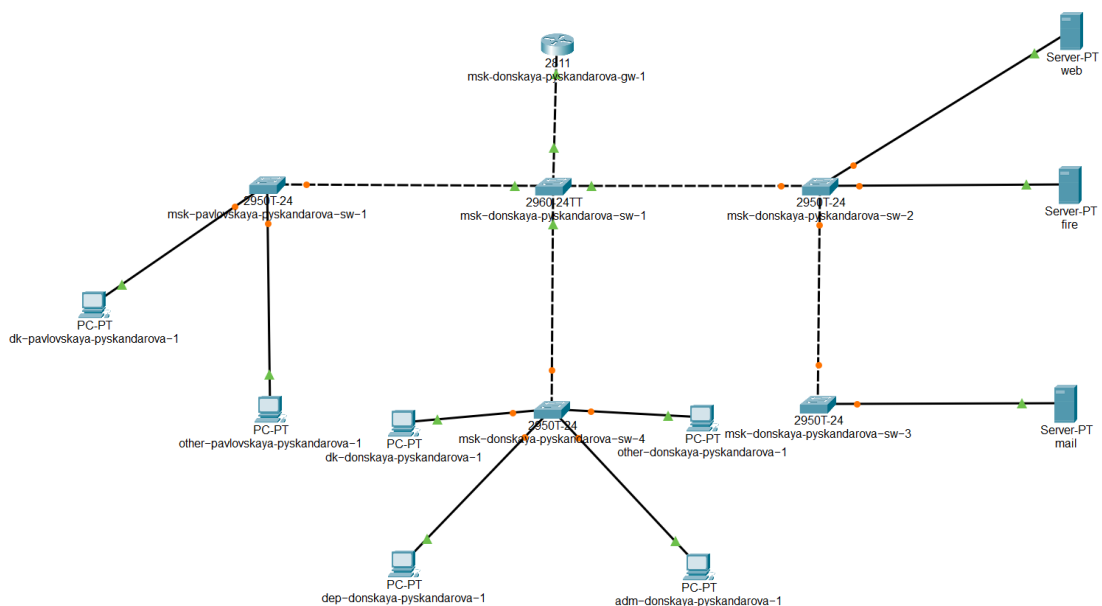 2811
msk-donskaya-pyskandarova-gw-1
Server-PT
web
2950T-24
msk-pavlovskaya-pyskandarova-sw-1
2960-24TT
msk-donskaya-pyskandarova-sw-1
2950T-24
msk-donskaya-pyskandarova-sw-2
Server-PT
fire
PC-PT
dk-pavlovskaya-pyskandarova-1
PC-PT
other-pavlovskaya-pyskandarova-1
PC-PT
dk-donskaya-pyskandarova-1
2950T-24
msk-donskaya-pyskandarova-sw-4
PC-PT
other-donskaya-pyskandarova-1
2950T-24
msk-donskaya-pyskandarova-sw-3
Server-PT
mail
PC-PT
dep-donskaya-pyskandarova-1
PC-PT
adm-donskaya-pyskandarova-1